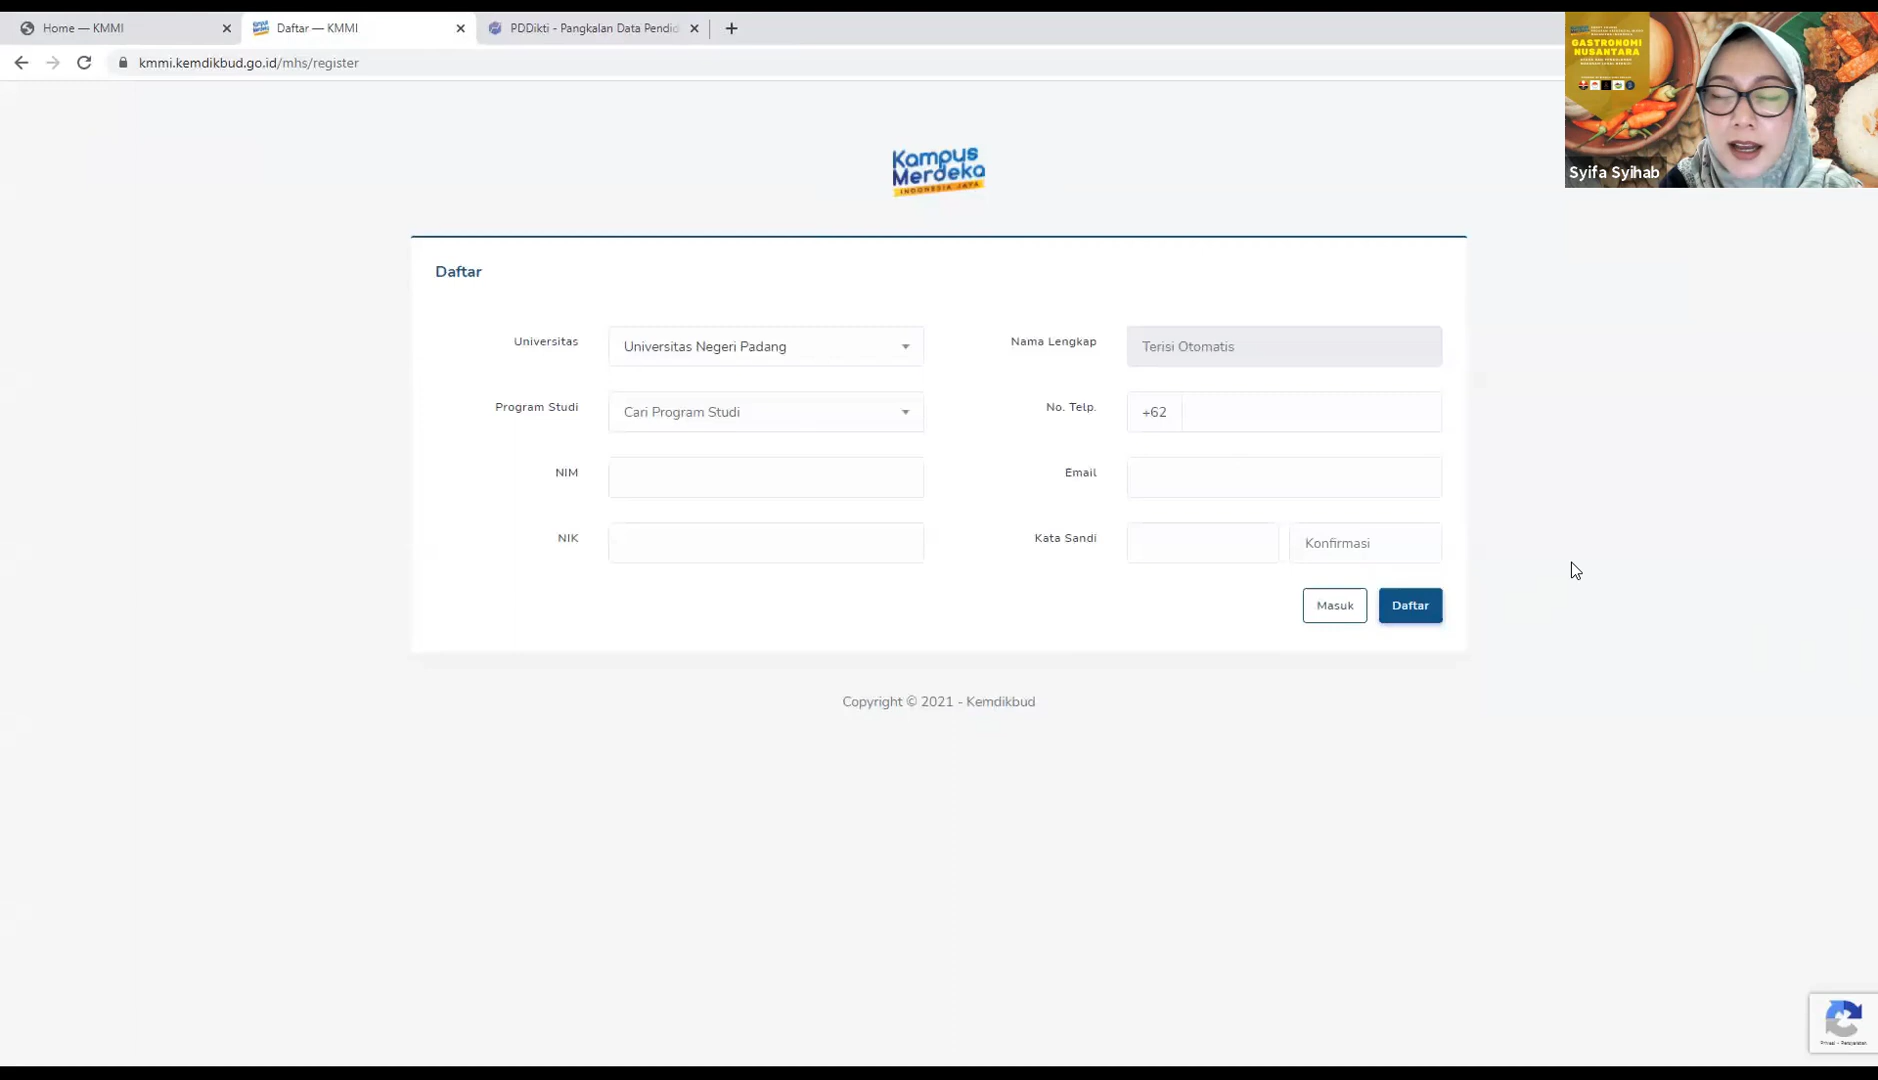 Home — KMMI
Daftar — KMMI
PDDikti - Pangkalan Data Pendid
kmmi.kemdikbud.go.id/mhs/register
GASTRONOMI
NUSANTARA
Syifa Syihab
Kampus
Merdeka
INDONESIA JAYA
Daftar
Universitas
Universitas Negeri Padang
Nama Lengkap
Terisi Otomatis
Program Studi
Cari Program Studi
No. Telp.
+62
NIM
Email
NIK
Kata Sandi
Konfirmasi
Masuk
Daftar
Copyright © 2021 - Kemdikbud